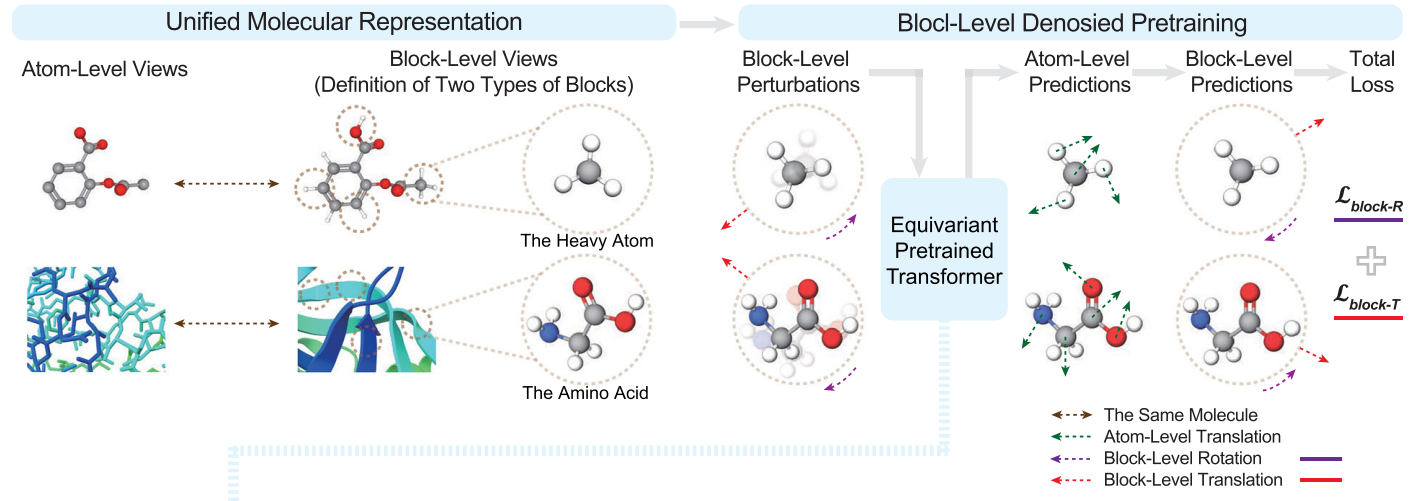 Unified Molecular Representation
Blocl-Level Denosied Pretraining
Atom-Level Views
Block-Level Views
(Definition of Two Types of Blocks)
Block-Level
Perturbations
Atom-Level
Predictions
Block-Level
Predictions
Total
Loss
The Heavy Atom
The Amino Acid
Equivariant
Pretrained
Transformer
ℒblock-R
ℒblock-T
The Same Molecule
Atom-Level Translation
Block-Level Rotation
Block-Level Translation